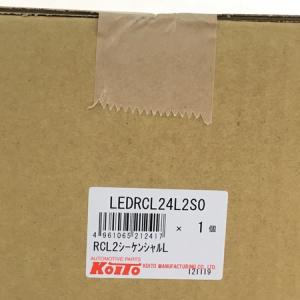 LEDRCL24L2SO
4 961065 212417 × 1 個
RCL2シーケンシャルL
AUTOMOTIVE PARTS
KOITO KOITO MANUFACTURING CO., LTD.
121119